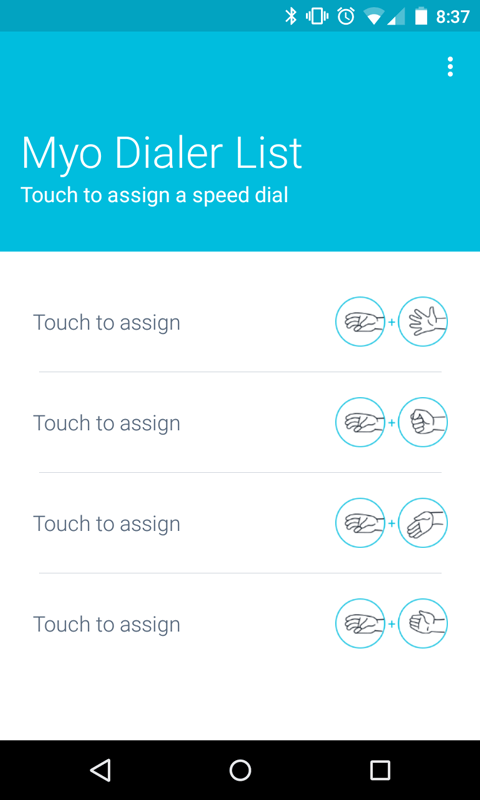 8:37
Myo Dialer List
Touch to assign a speed dial
Touch to assign
+
Touch to assign
+
Touch to assign
+
Touch to assign
+